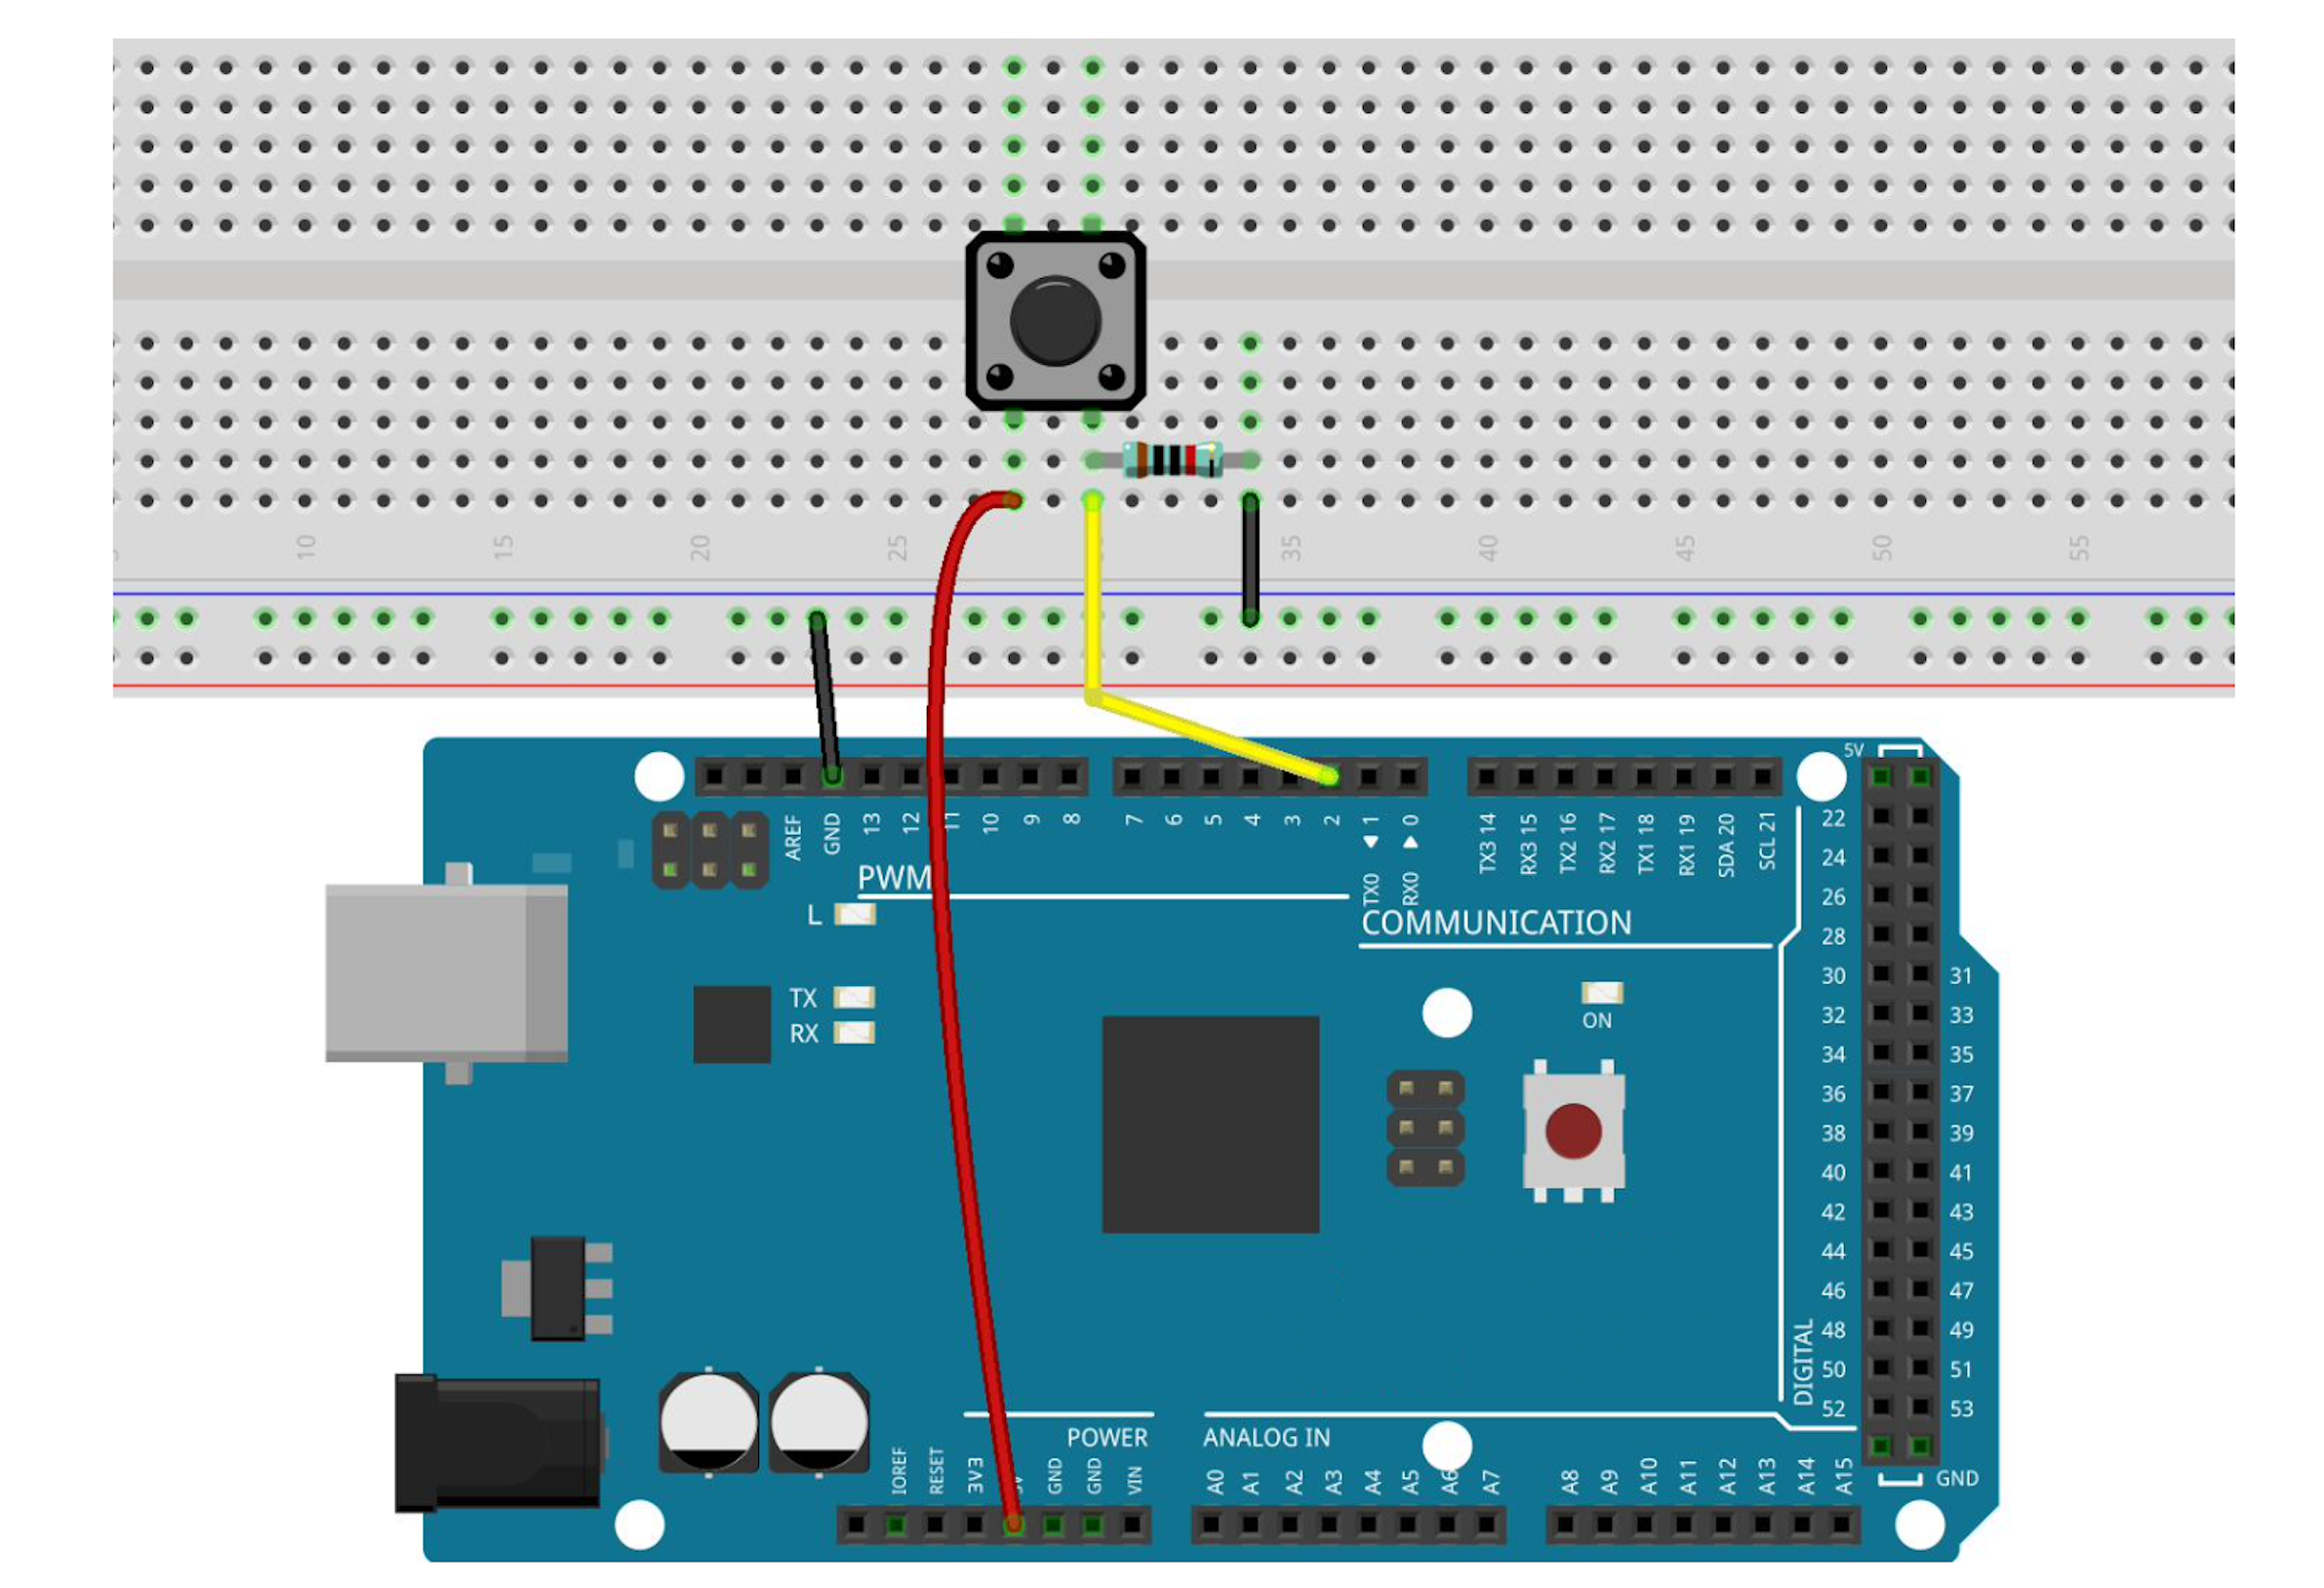 10 15 20 25 35 40 45 50 55
5V
AREF GND 13 12 11 10 9 8 7 6 5 4 3 2 1 0
TX0 RX0
TX3 14 RX3 15 TX2 16 RX2 17 TX1 18 RX1 19 SDA 20 SCL 21
PWM
COMMUNICATION
L
TX
RX
ON
22
24
26
28
30 31
32 33
34 35
36 37
38 39
40 41
42 43
44 45
46 47
48 49
50 51
52 53
DIGITAL
GND
POWER
ANALOG IN
IOREF RESET 3V3 GND GND VIN
A0 A1 A2 A3 A4 A5 A6 A7 A8 A9 A10 A11 A12 A13 A14 A15